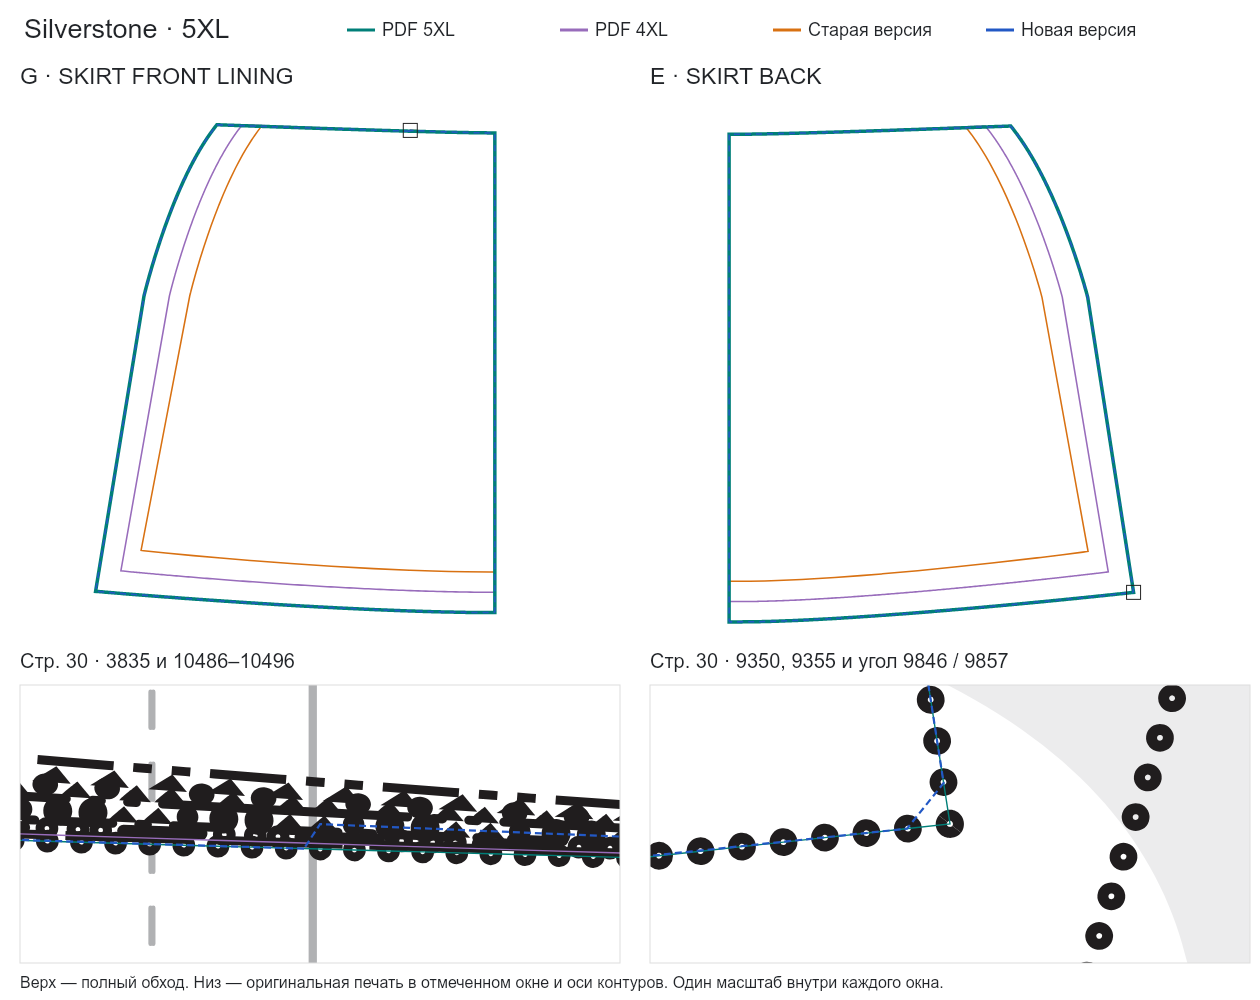 Silverstone · 5XL
PDF 5XL
PDF 4XL
Старая версия
Новая версия
G · SKIRT FRONT LINING
E · SKIRT BACK
Стр. 30 · 3835 и 10486–10496
Стр. 30 · 9350, 9355 и угол 9846 / 9857
Верх — полный обход. Низ — оригинальная печать в отмеченном окне и оси контуров. Один масштаб внутри каждого окна.